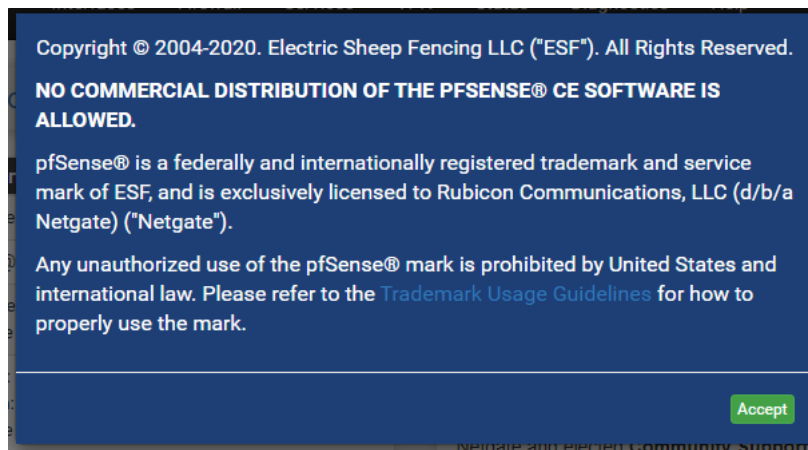 Copyright © 2004-2020. Electric Sheep Fencing LLC ("ESF"). All Rights Reserved.
NO COMMERCIAL DISTRIBUTION OF THE PFSENSE® CE SOFTWARE IS
ALLOWED.
pfSense® is a federally and internationally registered trademark and service
mark of ESF, and is exclusively licensed to Rubicon Communications, LLC (d/b/a
Netgate) ("Netgate").
Any unauthorized use of the pfSense® mark is prohibited by United States and
international law. Please refer to the Trademark Usage Guidelines for how to
properly use the mark.
Accept